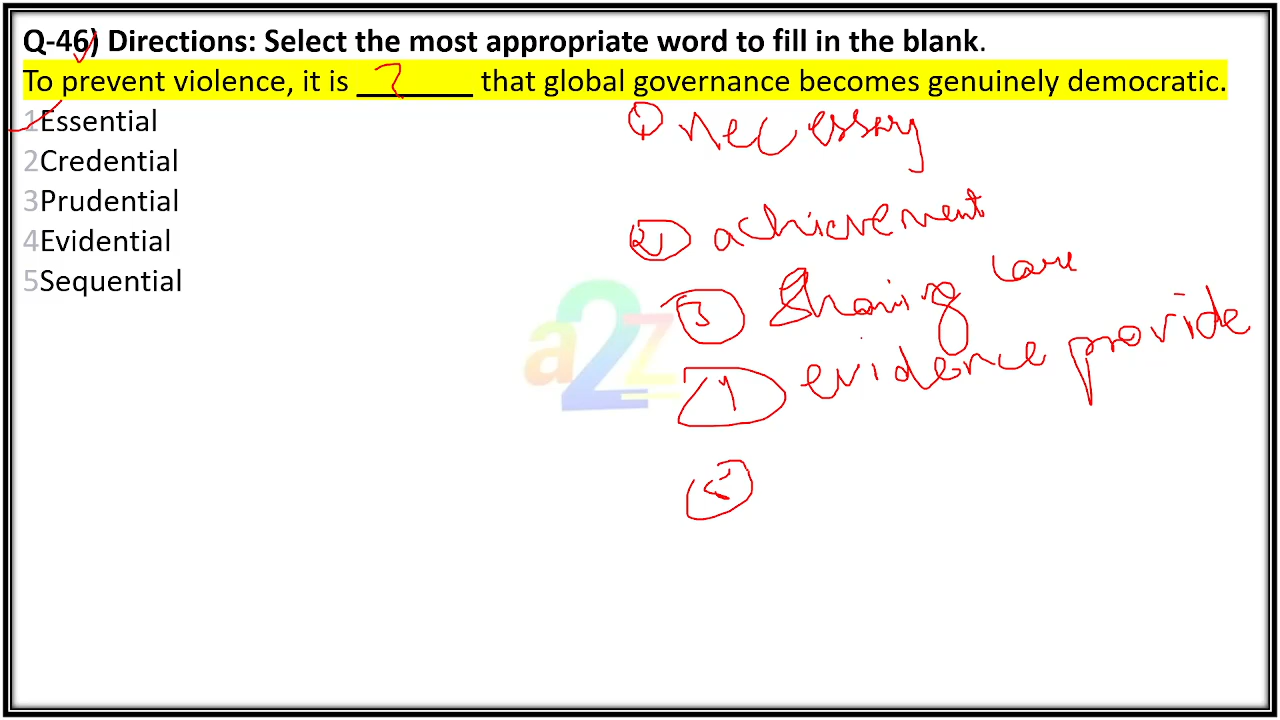 Q-46) Directions: Select the most appropriate word to fill in the blank.
To prevent violence, it is ? ________ that global governance becomes genuinely democratic.
1Essential
2Credential
3Prudential
4Evidential
5Sequential
1 necessary
2 achievement
3 Showing care
4 evidence provide
5
a2z